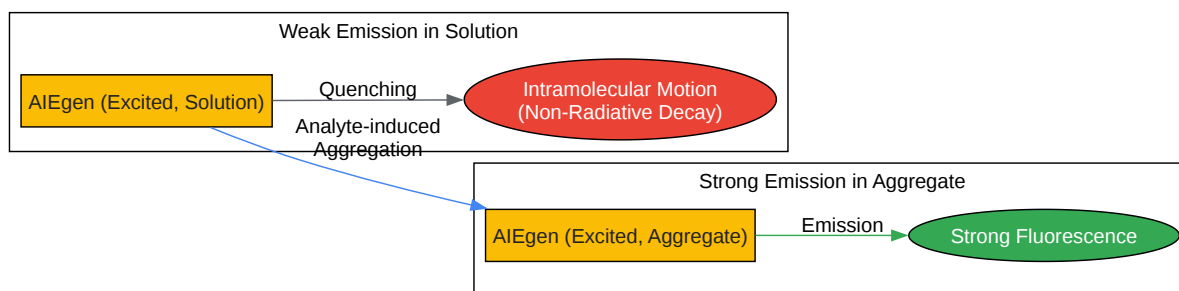 Weak Emission in Solution
AIEgen (Excited, Solution)
Quenching
Intramolecular Motion
(Non-Radiative Decay)
Analyte-induced
Aggregation
Strong Emission in Aggregate
AIEgen (Excited, Aggregate)
Emission
Strong Fluorescence